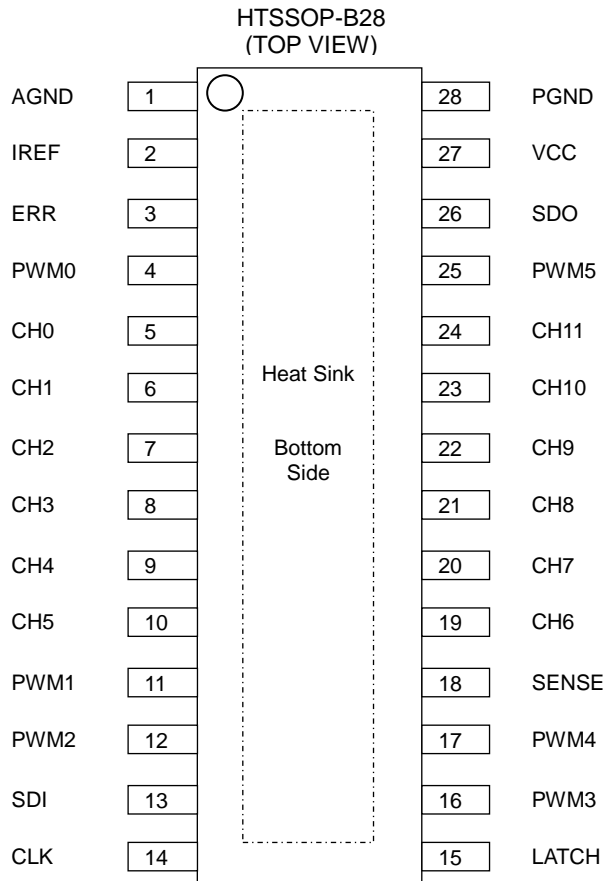 HTSSOP-B28
(TOP VIEW)
AGND 1 28 PGND
IREF 2 27 VCC
ERR 3 26 SDO
PWM0 4 25 PWM5
CH0 5 24 CH11
CH1 6 Heat Sink 23 CH10
CH2 7 Bottom 22 CH9
Side
CH3 8 21 CH8
CH4 9 20 CH7
CH5 10 19 CH6
PWM1 11 18 SENSE
PWM2 12 17 PWM4
SDI 13 16 PWM3
CLK 14 15 LATCH